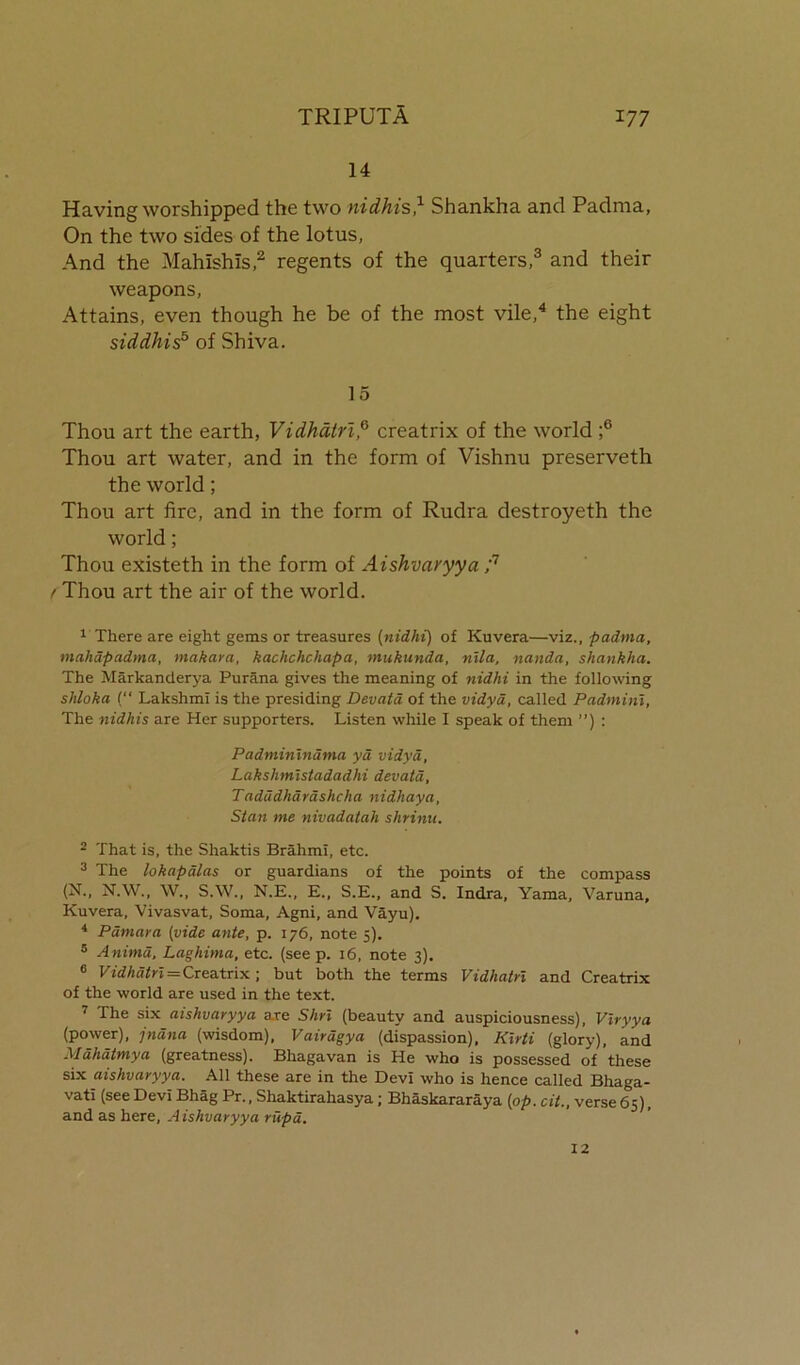 TRIPUTĀ 177
14
Having worshipped the two nidhis,¹ Shankha and Padma,
On the two sides of the lotus,
And the Mahīshīs,² regents of the quarters,³ and their
weapons,
Attains, even though he be of the most vile,⁴ the eight
siddhis⁵ of Shiva.
15
Thou art the earth, Vidhātrī,⁶ creatrix of the world ;⁶
Thou art water, and in the form of Vishnu preserveth
the world ;
Thou art fire, and in the form of Rudra destroyeth the
world ;
Thou existeth in the form of Aishvaryya ;⁷
Thou art the air of the world.
¹ There are eight gems or treasures (nidhi) of Kuvera—viz., padma,
mahāpadma, makara, kachchchapa, mukunda, nīla, nanda, shankha.
The Mārkanderya Purāna gives the meaning of nidhi in the following
shloka (“ Lakshmī is the presiding Devatā of the vidyā, called Padminī,
The nidhis are Her supporters. Listen while I speak of them ”) :
Padminīnāma yā vidyā,
Lakshmīstadadhi devatā,
Tadādhārāshcha nidhaya,
Stan me nivadatah shrinu.
² That is, the Shaktis Brāhmī, etc.
³ The lokapālas or guardians of the points of the compass
(N., N.W., W., S.W., N.E., E., S.E., and S. Indra, Yama, Varuna,
Kuvera, Vivasvat, Soma, Agni, and Vāyu).
⁴ Pāmara (vide ante, p. 176, note 5).
⁵ Animā, Laghima, etc. (see p. 16, note 3).
⁶ Vidhātrī=Creatrix ; but both the terms Vidhatrī and Creatrix
of the world are used in the text.
⁷ The six aishvaryya are Shrī (beauty and auspiciousness), Vīryya
(power), jnāna (wisdom), Vairāgya (dispassion), Kīrti (glory), and
Māhātmya (greatness). Bhagavan is He who is possessed of these
six aishvaryya. All these are in the Devī who is hence called Bhaga-
vatī (see Devī Bhāg Pr., Shaktirahasya ; Bhāskararāya (op. cit., verse 65),
and as here, Aishvaryya rūpā.
12